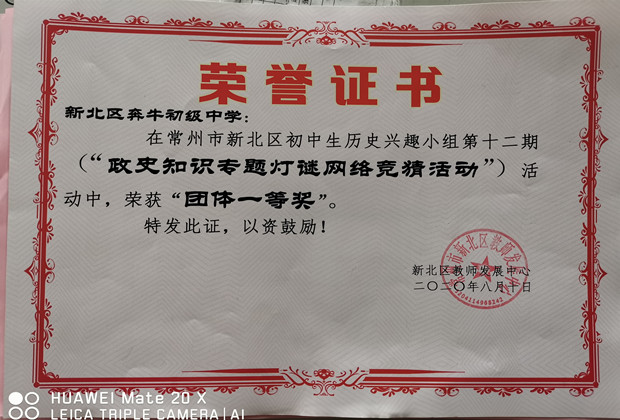 荣誉证书
新北区奔牛初级中学：
在常州市新北区初中生历史兴趣小组第十二期
（“政史知识专题灯谜网络竞猜活动”）活
动中，荣获“团体一等奖”。
特发此证，以资鼓励！
新北区教师发展中心
二〇二〇年八月十日
HUAWEI Mate 20 X
LEICA TRIPLE CAMERA | AI